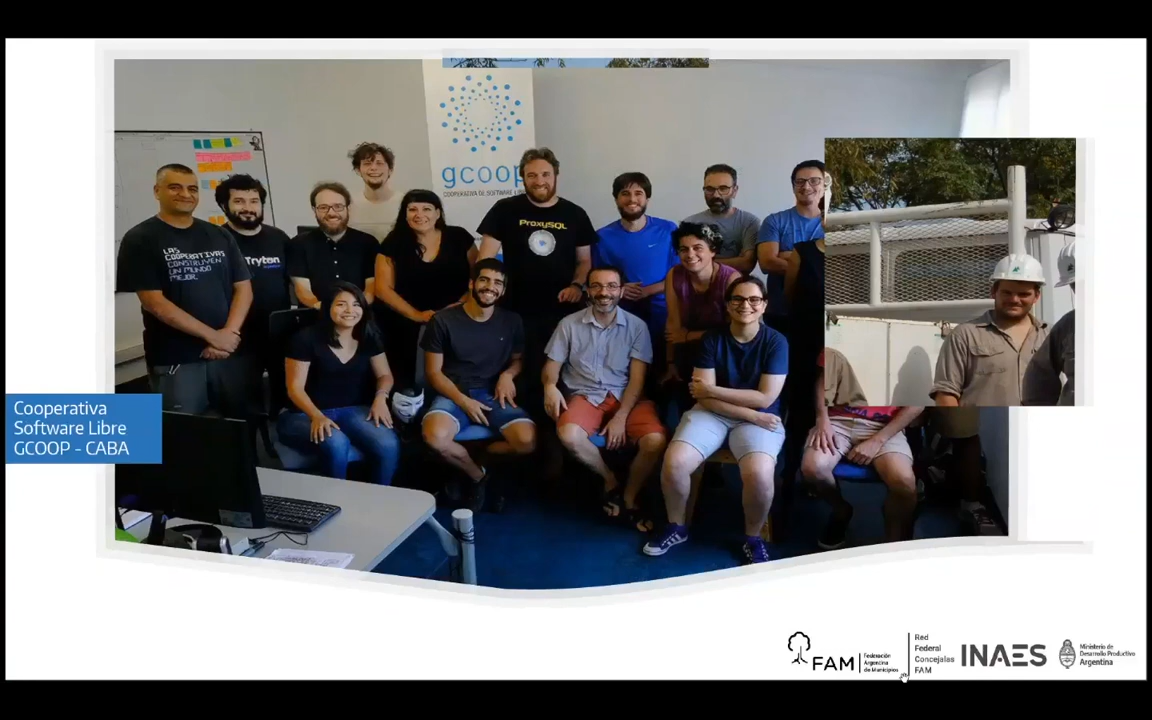 gcoop
COOPERATIVA DE SOFTWARE LIBRE
ProxySQL
LAS
COOPERATIVAS
CONSTRUYEN
UN MUNDO
MEJOR.
Tryton
Cooperativa
Software Libre
GCOOP - CABA
FAM
Federación
Argentina
de Municipios
Red
Federal
Concejalas
FAM
INAES
Ministerio de
Desarrollo Productivo
Argentina